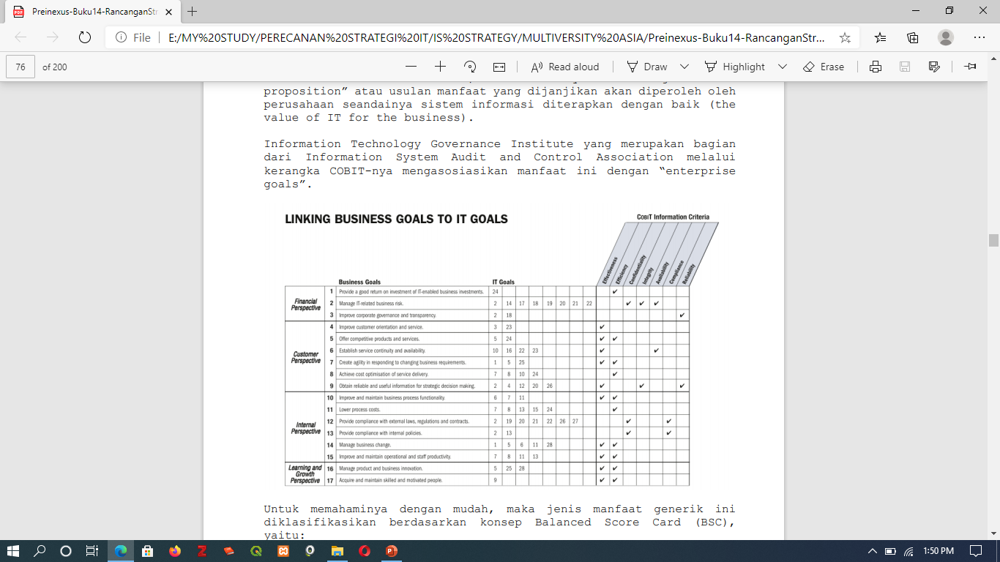 Preinexus-Buku14-RancanganStr
File E:/MY%20STUDY/PERECANAN%20STRATEGI%20IT/IS%20STRATEGY/MULTIVERSITY%20ASIA/Preinexus-Buku14-RancanganStr...
76 of 200 Read aloud Draw Highlight Erase
proposition” atau usulan manfaat yang dijanjikan akan diperoleh oleh
perusahaan seandainya sistem informasi diterapkan dengan baik (the
value of IT for the business).
Information Technology Governance Institute yang merupakan bagian
dari Information System Audit and Control Association melalui
kerangka COBIT-nya mengasosiasikan manfaat ini dengan “enterprise
goals”.
LINKING BUSINESS GOALS TO IT GOALS
COBIT Information Criteria
Effectiveness Efficiency Confidentiality Integrity Availability Compliance Reliability
Business Goals IT Goals
Financial Perspective
1 Provide a good return on investment of IT-enabled business investments. 24 ✔
2 Manage IT-related business risk. 2 14 17 18 19 20 21 22 ✔ ✔ ✔
3 Improve corporate governance and transparency. 2 18 ✔
Customer Perspective
4 Improve customer orientation and service. 3 23 ✔
5 Offer competitive products and services. 5 24 ✔ ✔
6 Establish service continuity and availability. 10 16 22 23 ✔ ✔
7 Create agility in responding to changing business requirements. 1 5 25 ✔ ✔
8 Achieve cost optimisation of service delivery. 7 8 10 24 ✔
9 Obtain reliable and useful information for strategic decision making. 2 4 12 20 26 ✔ ✔ ✔
Internal Perspective
10 Improve and maintain business process functionality. 6 7 11 ✔ ✔
11 Lower process costs. 7 8 13 15 24 ✔
12 Provide compliance with external laws, regulations and contracts. 2 19 20 21 22 26 27 ✔ ✔
13 Provide compliance with internal policies. 2 13 ✔ ✔
14 Manage business change. 1 5 6 11 28 ✔ ✔
15 Improve and maintain operational and staff productivity. 7 8 11 13 ✔ ✔
Learning and Growth Perspective
16 Manage product and business innovation. 5 25 28 ✔ ✔
17 Acquire and maintain skilled and motivated people. 9 ✔ ✔
Untuk memahaminya dengan mudah, maka jenis manfaat generik ini
diklasifikasikan berdasarkan konsep Balanced Score Card (BSC),
yaitu:
1:50 PM